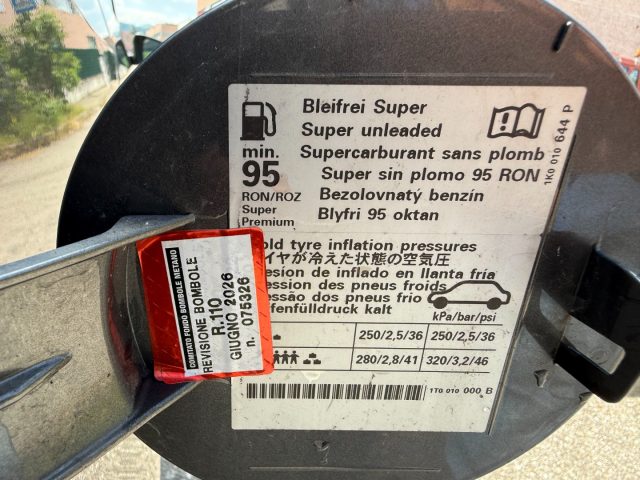 Bleifrei Super
Super unleaded
Supercarburant sans plomb
Super sin plomo 95 RON
Bezolovnatý benzín
Blyfri 95 oktan
min.
95
RON/ROZ
Super
Premium
1K0 010 644 P
old tyre inflation pressures
イヤが冷えた状態の空気圧
esión de inflado en llanta fría
ession des pneus froids
essão dos pneus frio
fenfülldruck kalt
kPa/bar/psi
250/2,5/36 250/2,5/36
280/2,8/41 320/3,2/46
1T0 010 000 B
COMITATO FONDO BOMBOLE METANO
REVISIONE BOMBOLE
R.110
GIUGNO 2026
n. 075326